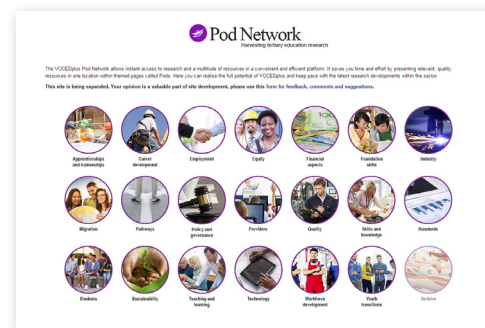 Pod Network
Harvesting tertiary education research
The VOCEDplus Pod Network allows instant access to research and a multitude of resources in a convenient and efficient platform. It saves you time and effort by presenting relevant, quality
resources in one location within themed pages called Pods. Here you can realise the full potential of VOCEDplus and keep pace with the latest research developments within the sector.
This site is being expanded. Your opinion is a valuable part of site development, please use this form for feedback, comments and suggestions.
Apprenticeships and traineeships
Career development
Employment
Equity
Financial aspects
Foundation skills
Industry
Migration
Pathways
Policy and governance
Providers
Quality
Skills and knowledge
Standards
Students
Sustainability
Teaching and learning
Technology
Workforce development
Youth transitions
Archive